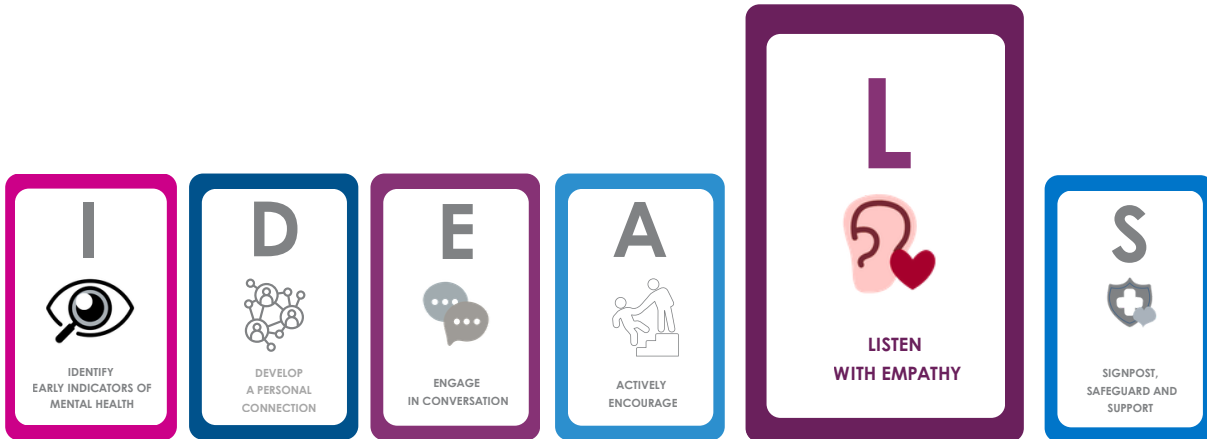 I
IDENTIFY
EARLY INDICATORS OF
MENTAL HEALTH
D
DEVELOP
A PERSONAL
CONNECTION
E
ENGAGE
IN CONVERSATION
A
ACTIVELY
ENCOURAGE
L
LISTEN
WITH EMPATHY
S
SIGNPOST,
SAFEGUARD AND
SUPPORT